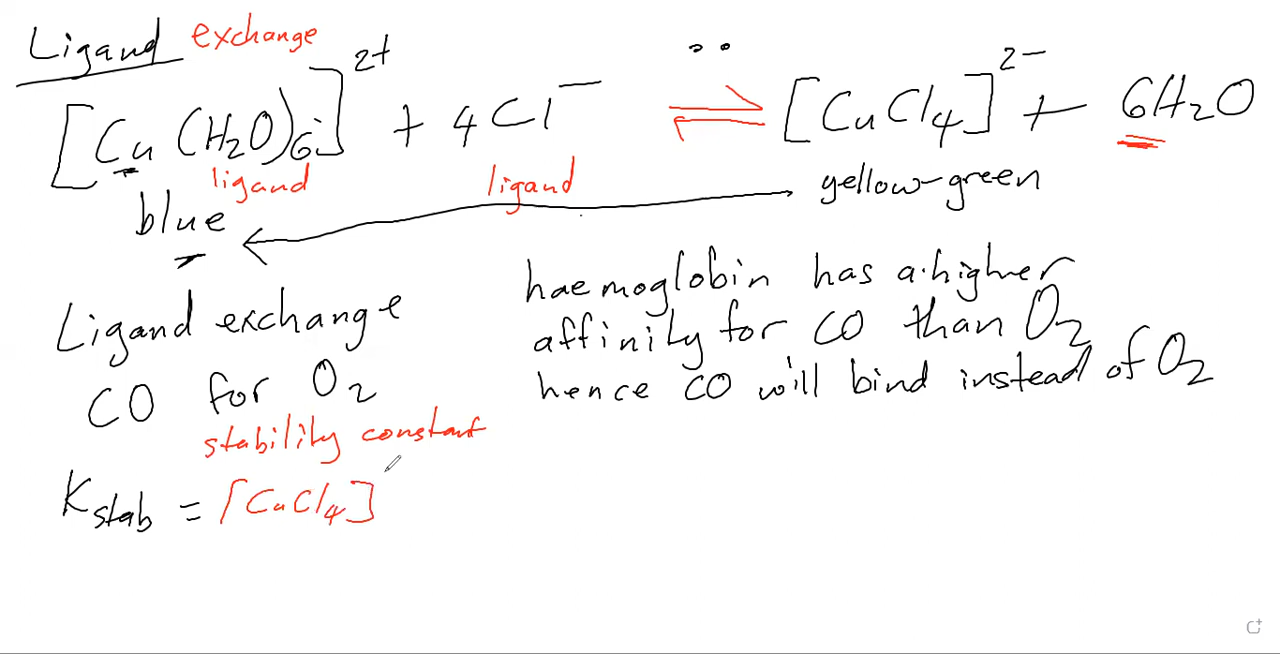 Ligand exchange
[Cu(H2O)6]2+ + 4Cl− ⇌ [CuCl4]2− + 6H2O
ligand ligand
blue yellow-green
Ligand exchange
CO for O2
haemoglobin has a higher
affinity for CO than O2
hence CO will bind instead of O2
stability constant
Kstab = [CuCl4]